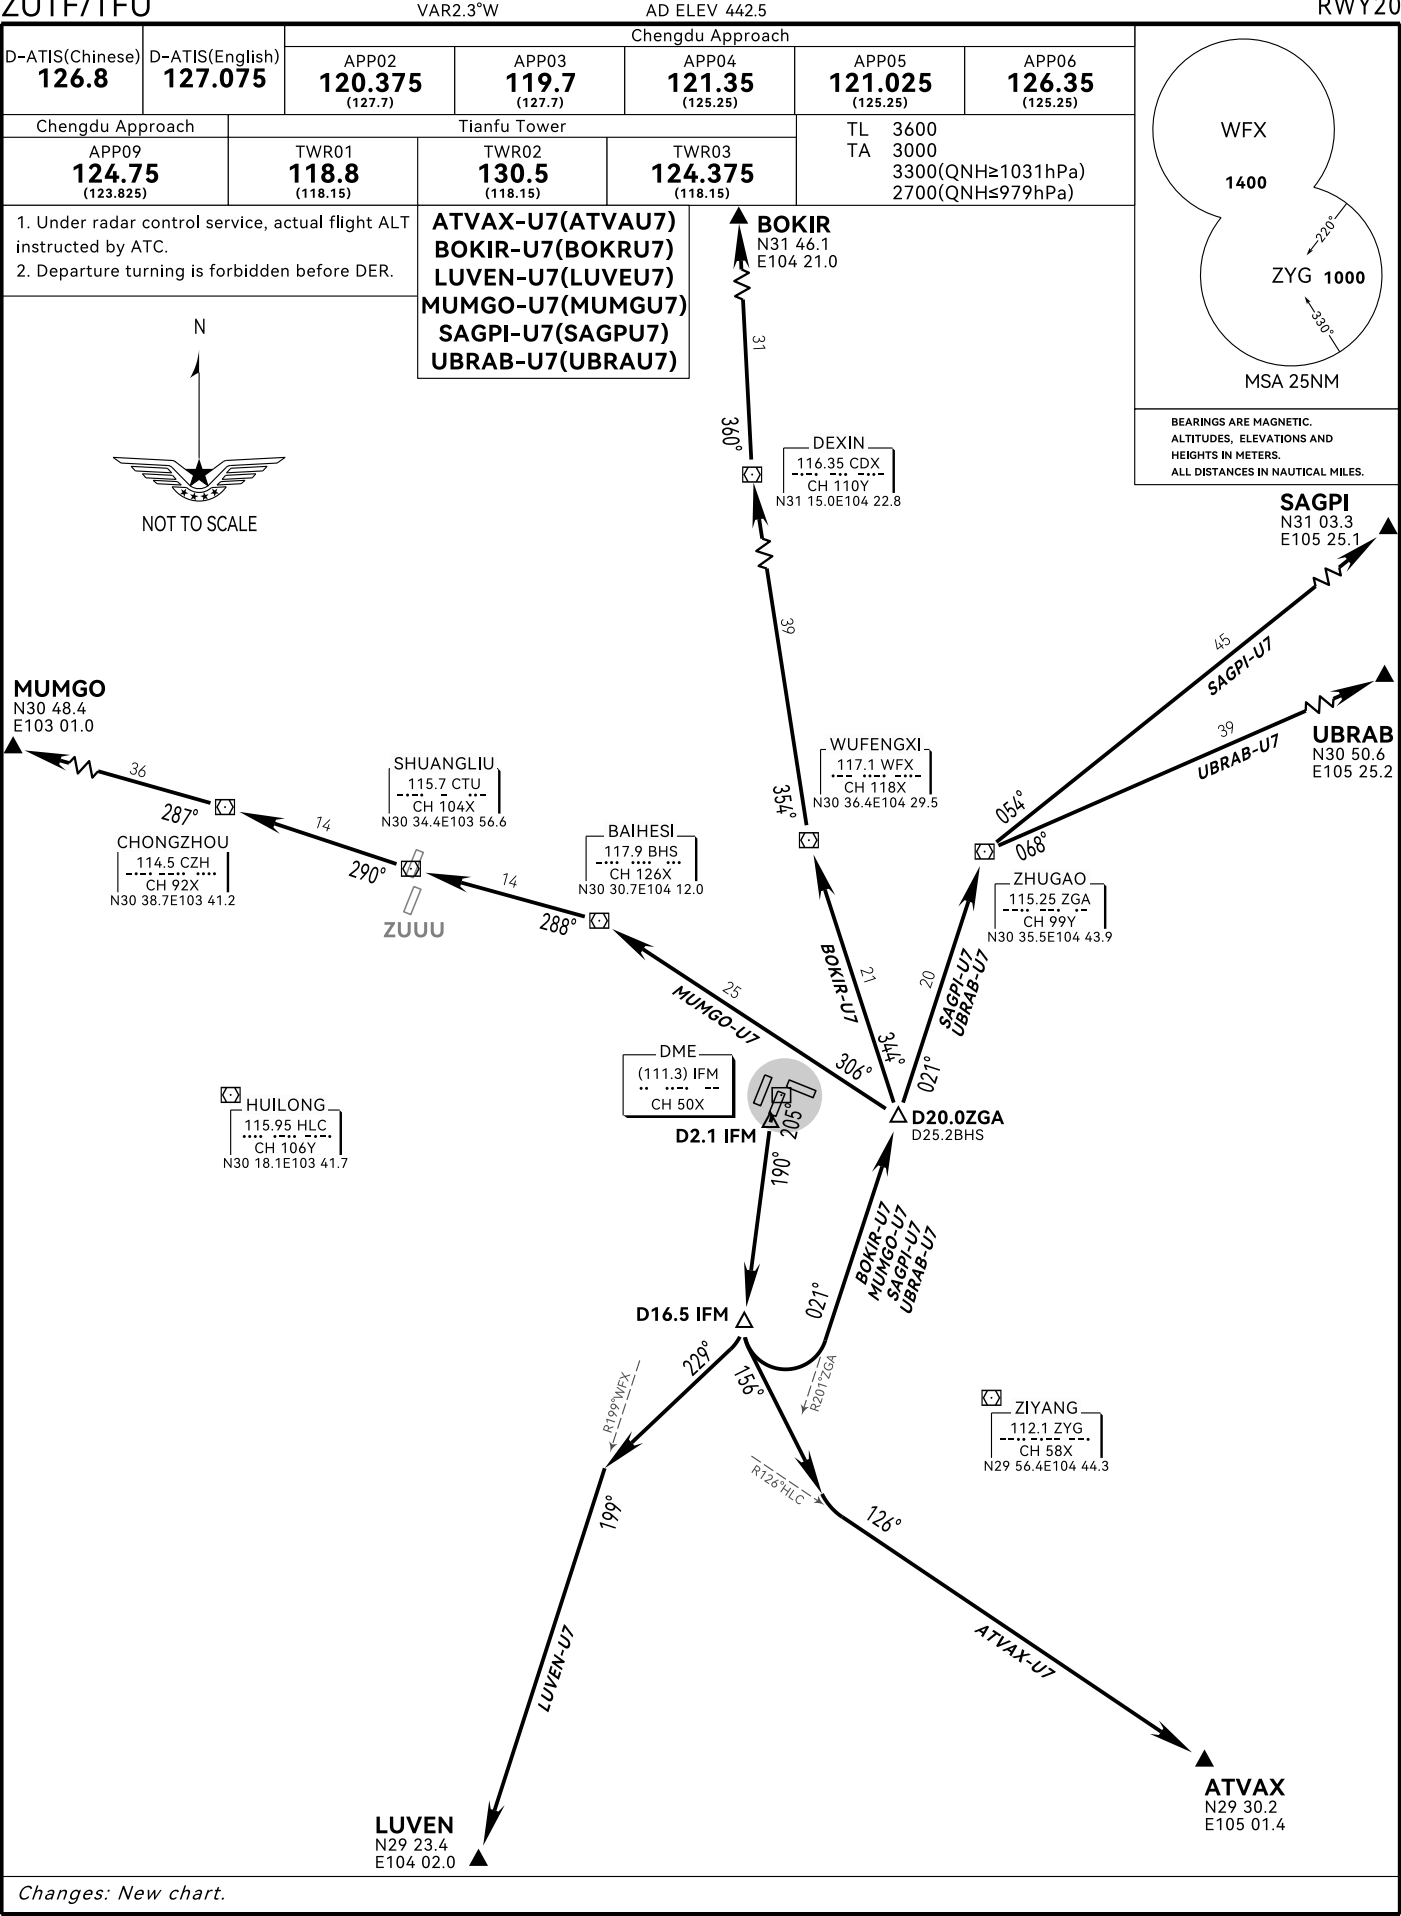 ZUTF/TFU
VAR2.3°W
AD ELEV 442.5
RWY20
D-ATIS(Chinese)
126.8
D-ATIS(English)
127.075
Chengdu Approach
APP02
120.375
(127.7)
APP03
119.7
(127.7)
APP04
121.35
(125.25)
APP05
121.025
(125.25)
APP06
126.35
(125.25)
Chengdu Approach
APP09
124.75
(123.825)
Tianfu Tower
TWR01
118.8
(118.15)
TWR02
130.5
(118.15)
TWR03
124.375
(118.15)
TL 3600
TA 3000
3300(QNH≥1031hPa)
2700(QNH≤979hPa)
WFX
1400
220°
ZYG 1000
330°
MSA 25NM
BEARINGS ARE MAGNETIC.
ALTITUDES, ELEVATIONS AND
HEIGHTS IN METERS.
ALL DISTANCES IN NAUTICAL MILES.
1. Under radar control service, actual flight ALT
instructed by ATC.
2. Departure turning is forbidden before DER.
ATVAX-U7(ATVAU7)
BOKIR-U7(BOKRU7)
LUVEN-U7(LUVEU7)
MUMGO-U7(MUMGU7)
SAGPI-U7(SAGPU7)
UBRAB-U7(UBRAU7)
N
NOT TO SCALE
BOKIR
N31 46.1
E104 21.0
31
360°
DEXIN
116.35 CDX
CH 110Y
N31 15.0E104 22.8
39
SAGPI
N31 03.3
E105 25.1
45
SAGPI-U7
39
UBRAB-U7
UBRAB
N30 50.6
E105 25.2
MUMGO
N30 48.4
E103 01.0
36
287°
CHONGZHOU
114.5 CZH
CH 92X
N30 38.7E103 41.2
14
SHUANGLIU
115.7 CTU
CH 104X
N30 34.4E103 56.6
290°
ZUUU
14
BAIHESI
117.9 BHS
CH 126X
N30 30.7E104 12.0
288°
WUFENGXI
117.1 WFX
CH 118X
N30 36.4E104 29.5
354°
054°
068°
ZHUGAO
115.25 ZGA
CH 99Y
N30 35.5E104 43.9
25
MUMGO-U7
BOKIR-U7
21
20
SAGPI-U7
UBRAB-U7
306°
344°
021°
DME
(111.3) IFM
CH 50X
205°
D2.1 IFM
190°
D20.0ZGA
D25.2BHS
HUILONG
115.95 HLC
CH 106Y
N30 18.1E103 41.7
BOKIR-U7
MUMGO-U7
SAGPI-U7
UBRAB-U7
021°
D16.5 IFM
229°
156°
R199°WFX
R201°ZGA
R126°HLC
ZIYANG
112.1 ZYG
CH 58X
N29 56.4E104 44.3
199°
126°
LUVEN-U7
ATVAX-U7
ATVAX
N29 30.2
E105 01.4
LUVEN
N29 23.4
E104 02.0
Changes: New chart.